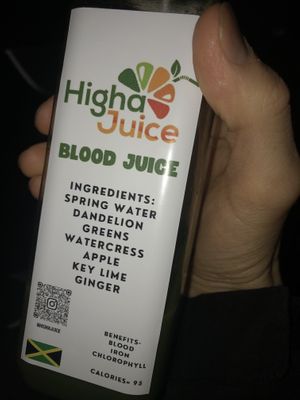 Higha
Juice
BLOOD JUICE
INGREDIENTS:
SPRING WATER
DANDELION
GREENS
WATERCRESS
APPLE
KEY LIME
GINGER
BENEFITS-
BLOOD
IRON
CHLOROPHYLL
CALORIES= 95